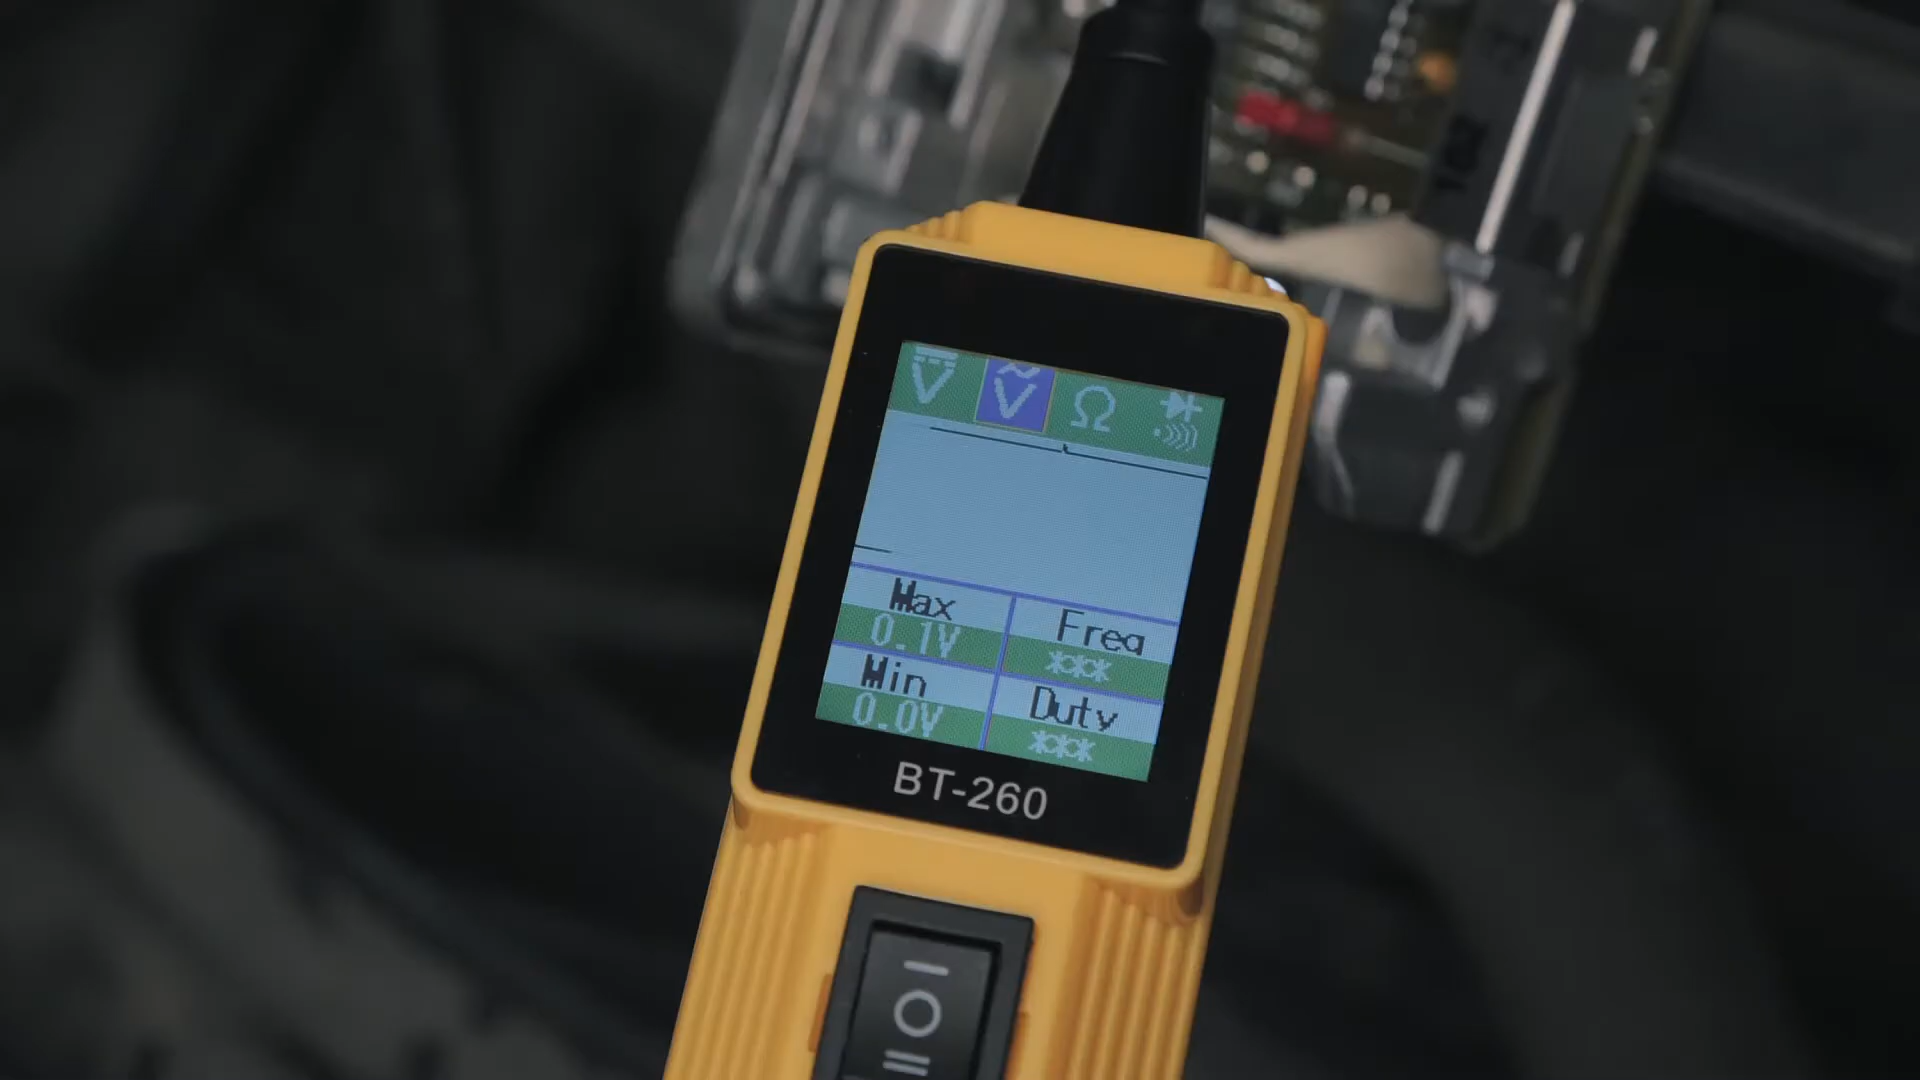 Ṽ Ω
Max
0.1V
Freq
***
Min
0.0V
Duty
***
BT-260